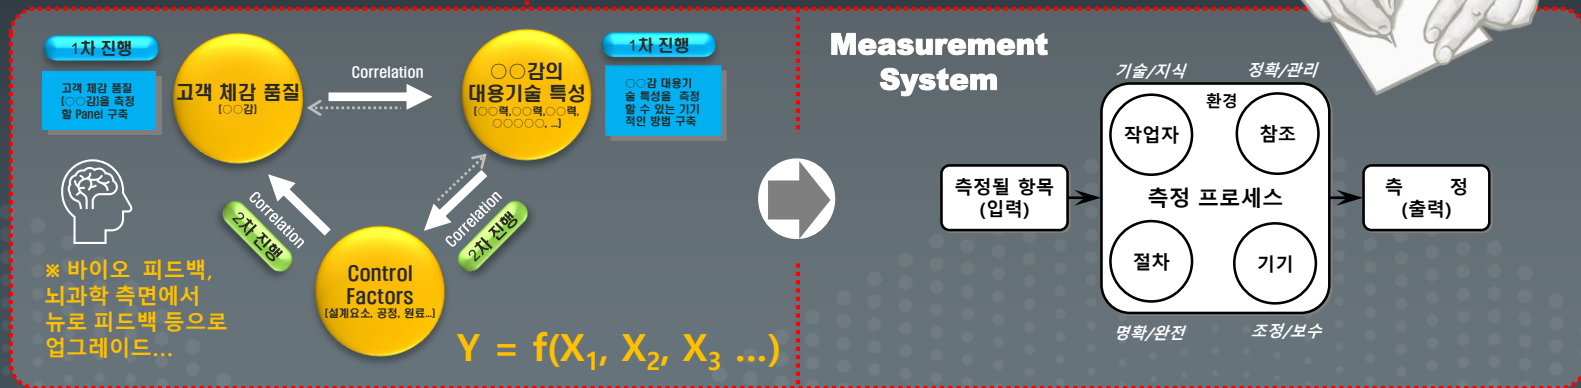 1차 진행
고객 체감 품질
(○○감)을 측정
할 Panel 구축
고객 체감 품질
(○○감)
Correlation
○○감의
대용기술 특성
(○○력,○○력,○○력,
○○○○○, ...)
1차 진행
○○감 대용기
술 특성을 측정
할 수 있는 기기
적인 방법 구축
Correlation
2차 진행
Correlation
2차 진행
Control
Factors
(설계요소, 공정, 원료...)
※ 바이오 피드백,
뇌과학 측면에서
뉴로 피드백 등으로
업그레이드...
Y = f(X1, X2, X3 ...)
Measurement
System
기술/지식
정확/관리
환경
작업자
참조
측정될 항목
(입력)
측정 프로세스
측 정
(출력)
절차
기기
명확/완전
조정/보수